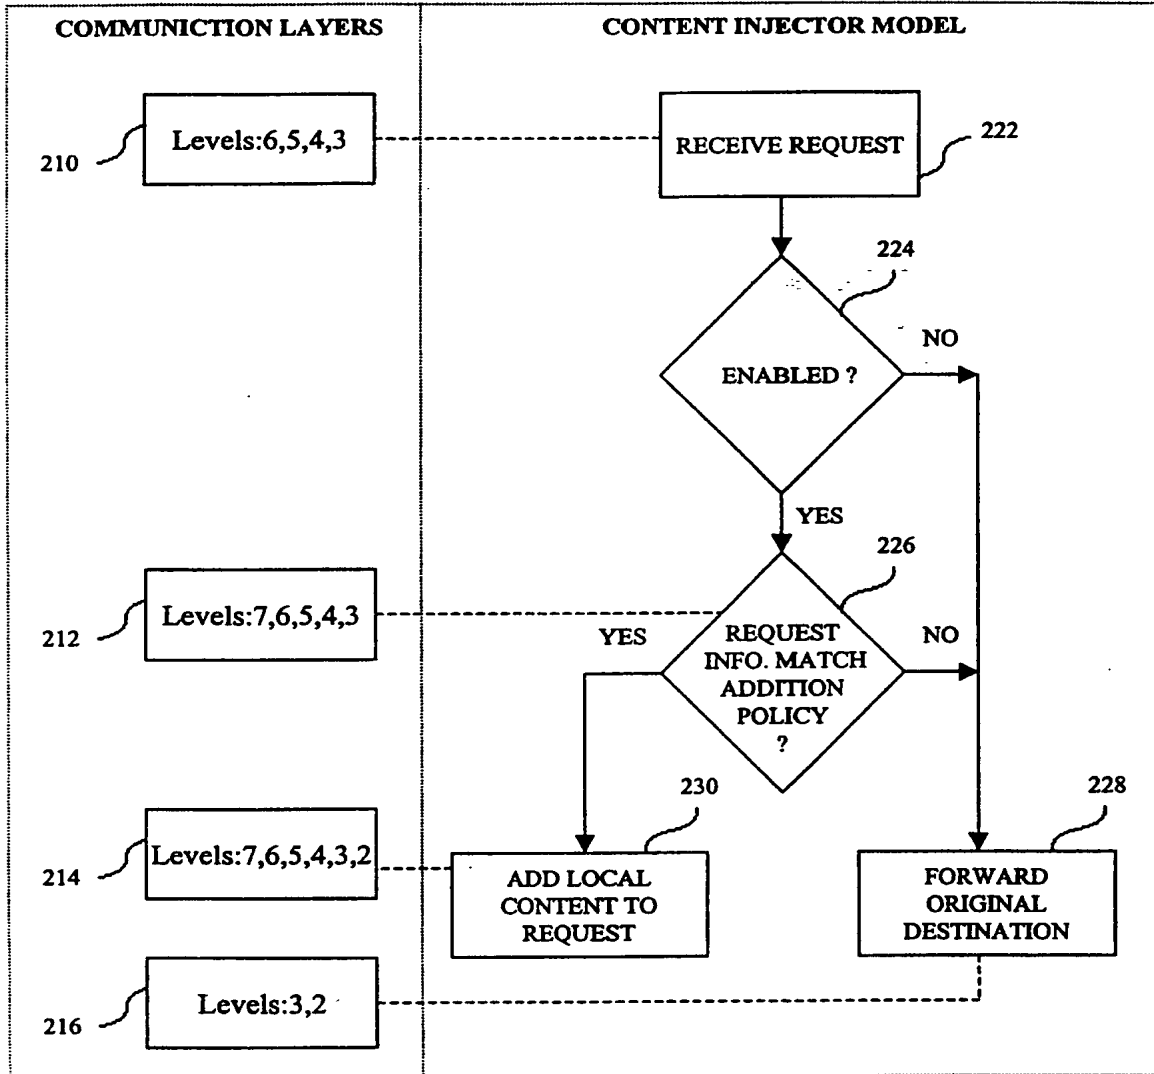 COMMUNICTION LAYERS
CONTENT INJECTOR MODEL
Levels:6,5,4,3
210
RECEIVE REQUEST
222
224
NO
ENABLED ?
YES
226
Levels:7,6,5,4,3
212
YES
REQUEST
INFO. MATCH
ADDITION
POLICY
?
NO
230
228
Levels:7,6,5,4,3,2
214
ADD LOCAL
CONTENT TO
REQUEST
FORWARD
ORIGINAL
DESTINATION
Levels:3,2
216